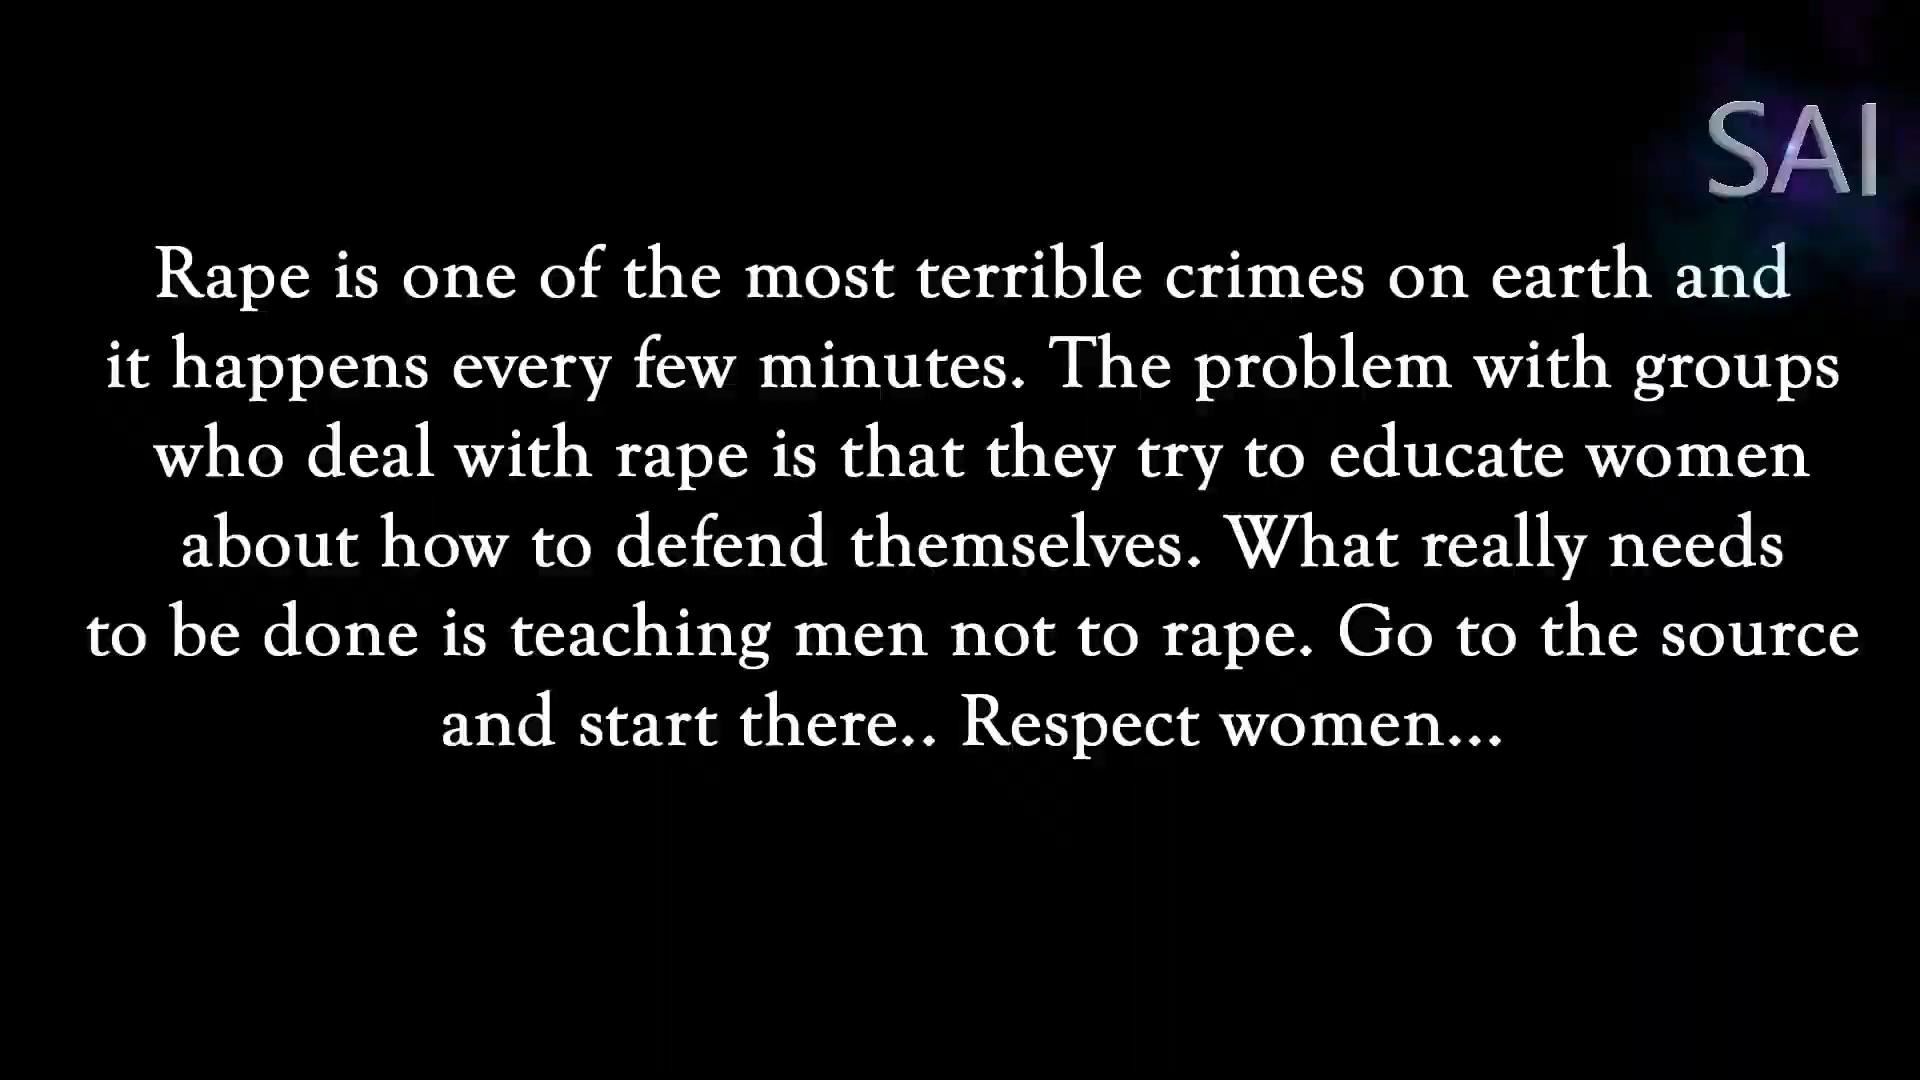 SAI
Rape is one of the most terrible crimes on earth and
it happens every few minutes. The problem with groups
who deal with rape is that they try to educate women
about how to defend themselves. What really needs
to be done is teaching men not to rape. Go to the source
and start there.. Respect women...